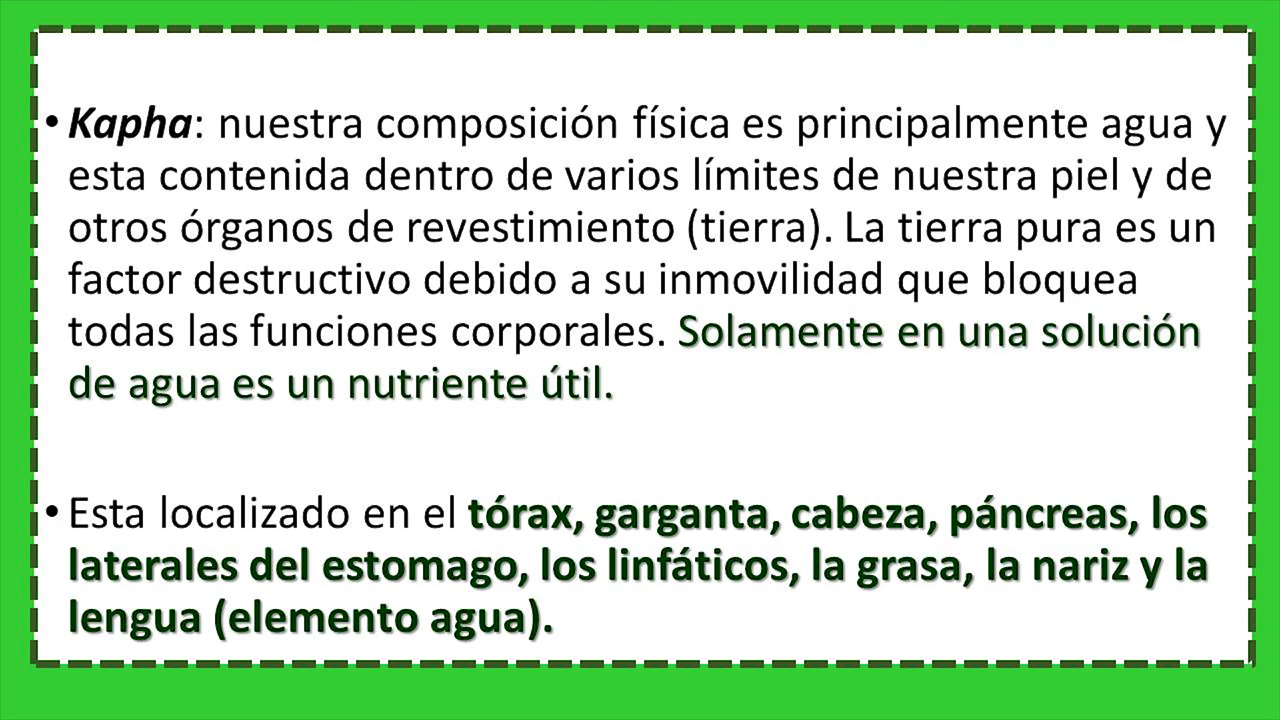 • Kapha: nuestra composición física es principalmente agua y
esta contenida dentro de varios límites de nuestra piel y de
otros órganos de revestimiento (tierra). La tierra pura es un
factor destructivo debido a su inmovilidad que bloquea
todas las funciones corporales. Solamente en una solución
de agua es un nutriente útil.
• Esta localizado en el tórax, garganta, cabeza, páncreas, los
laterales del estomago, los linfáticos, la grasa, la nariz y la
lengua (elemento agua).